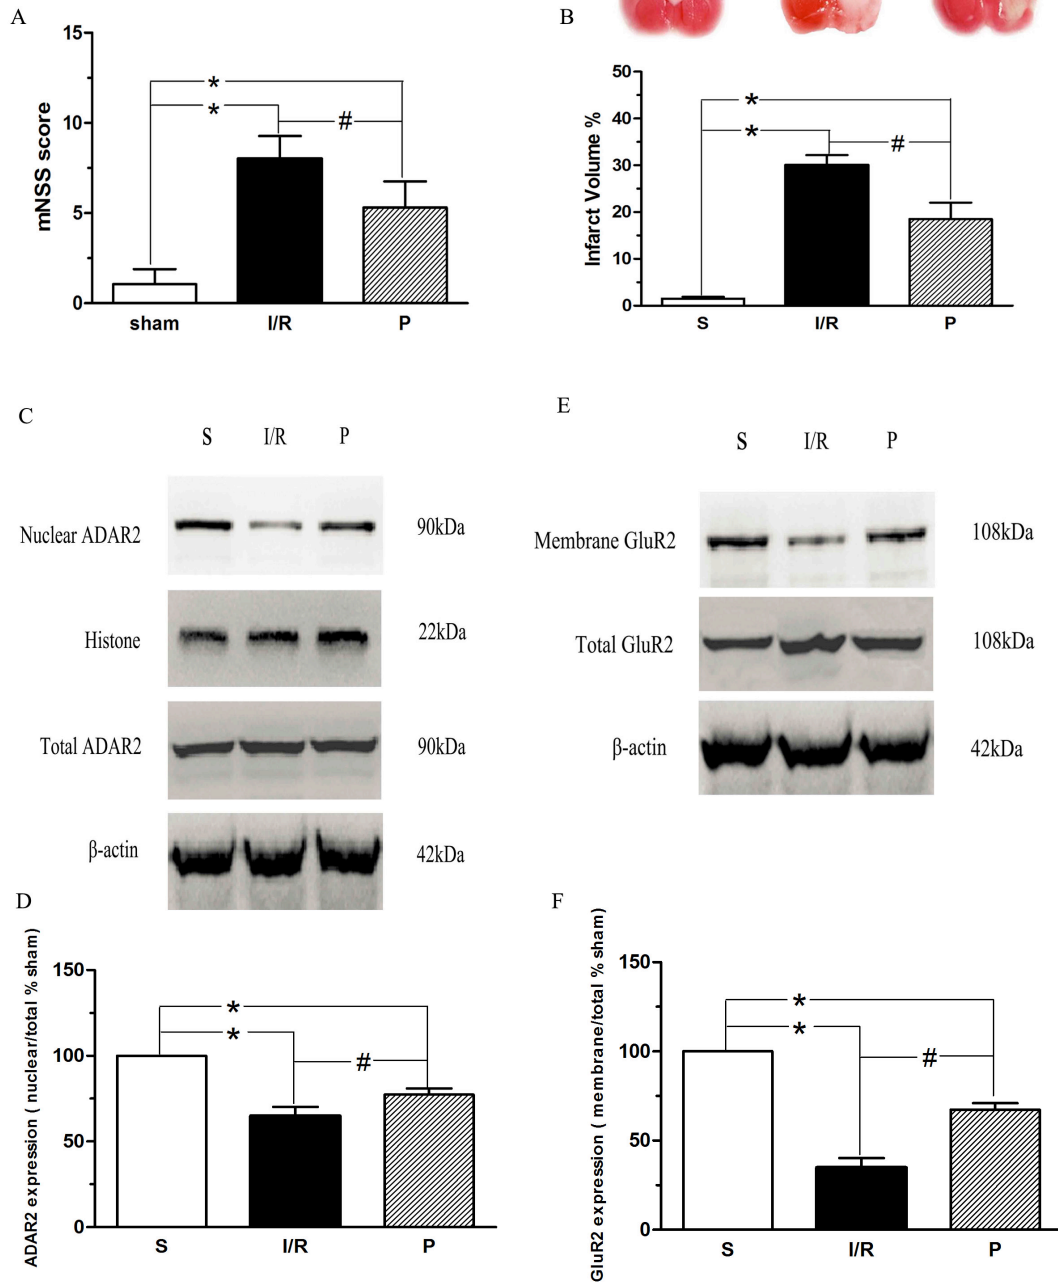 A
15
10
5
0
mNSS score
*
*
#
sham I/R P
B
50
40
30
20
10
0
Infarct Volume %
*
*
#
S I/R P
C
S I/R P
Nuclear ADAR2 90kDa
Histone 22kDa
Total ADAR2 90kDa
β-actin 42kDa
E
S I/R P
Membrane GluR2 108kDa
Total GluR2 108kDa
β-actin 42kDa
D
ADAR2 expression ( nuclear/total % sham)
150
100
50
0
*
*
#
S I/R P
F
GluR2 expression ( membrane/total % sham)
150
100
50
0
*
*
#
S I/R P